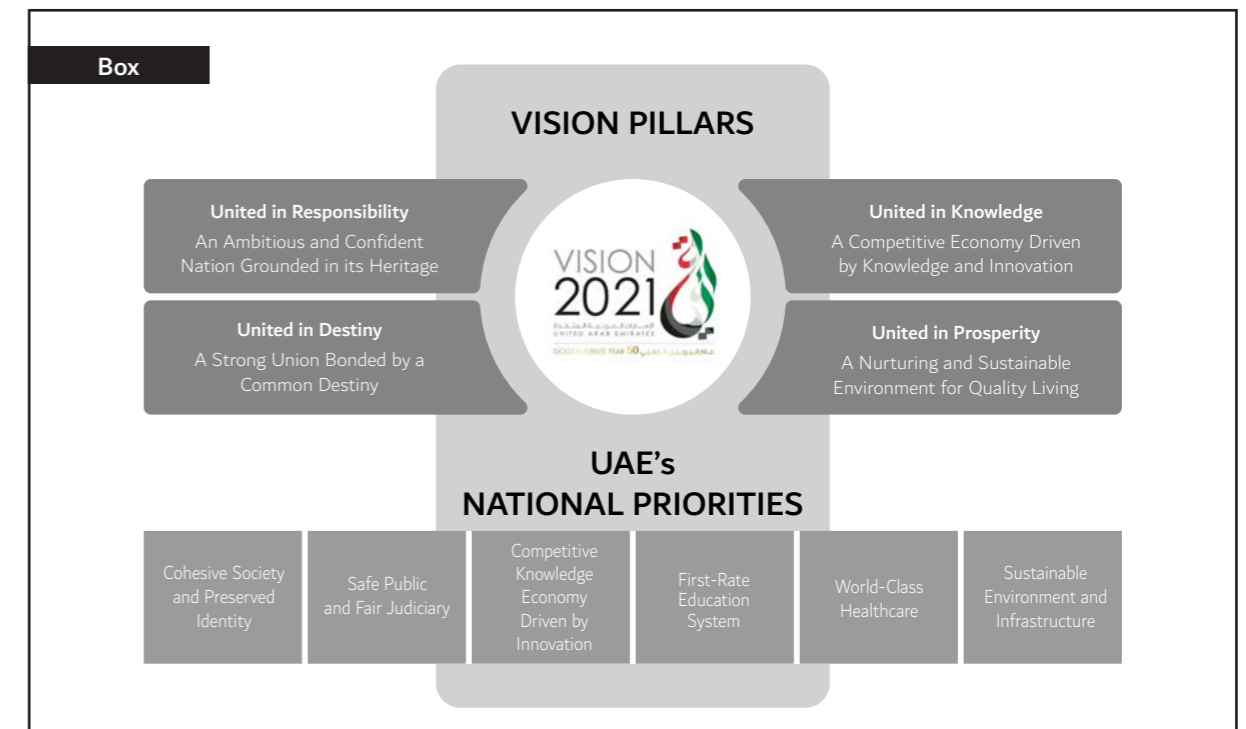 Box
VISION PILLARS
United in Responsibility
An Ambitious and Confident
Nation Grounded in its Heritage
United in Knowledge
A Competitive Economy Driven
by Knowledge and Innovation
VISION
2021
الإمارات العربية المتحدة
UNITED ARAB EMIRATES
United in Destiny
A Strong Union Bonded by a
Common Destiny
United in Prosperity
A Nurturing and Sustainable
Environment for Quality Living
UAE's
NATIONAL PRIORITIES
Cohesive Society
and Preserved
Identity
Safe Public
and Fair Judiciary
Competitive
Knowledge
Economy
Driven by
Innovation
First-Rate
Education
System
World-Class
Healthcare
Sustainable
Environment and
Infrastructure